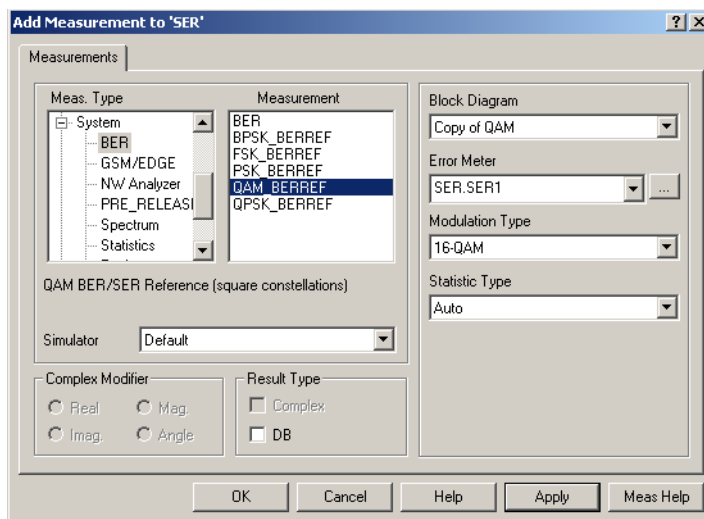 Add Measurement to 'SER'
Measurements
Meas. Type
System
BER
GSM/EDGE
NW Analyzer
PRE_RELEASI
Spectrum
Statistics
Measurement
BER
BPSK_BERREF
FSK_BERREF
PSK_BERREF
QAM_BERREF
QPSK_BERREF
QAM BER/SER Reference (square constellations)
Simulator
Default
Complex Modifier
Real
Mag.
Imag.
Angle
Result Type
Complex
DB
Block Diagram
Copy of QAM
Error Meter
SER.SER1
...
Modulation Type
16-QAM
Statistic Type
Auto
OK
Cancel
Help
Apply
Meas Help